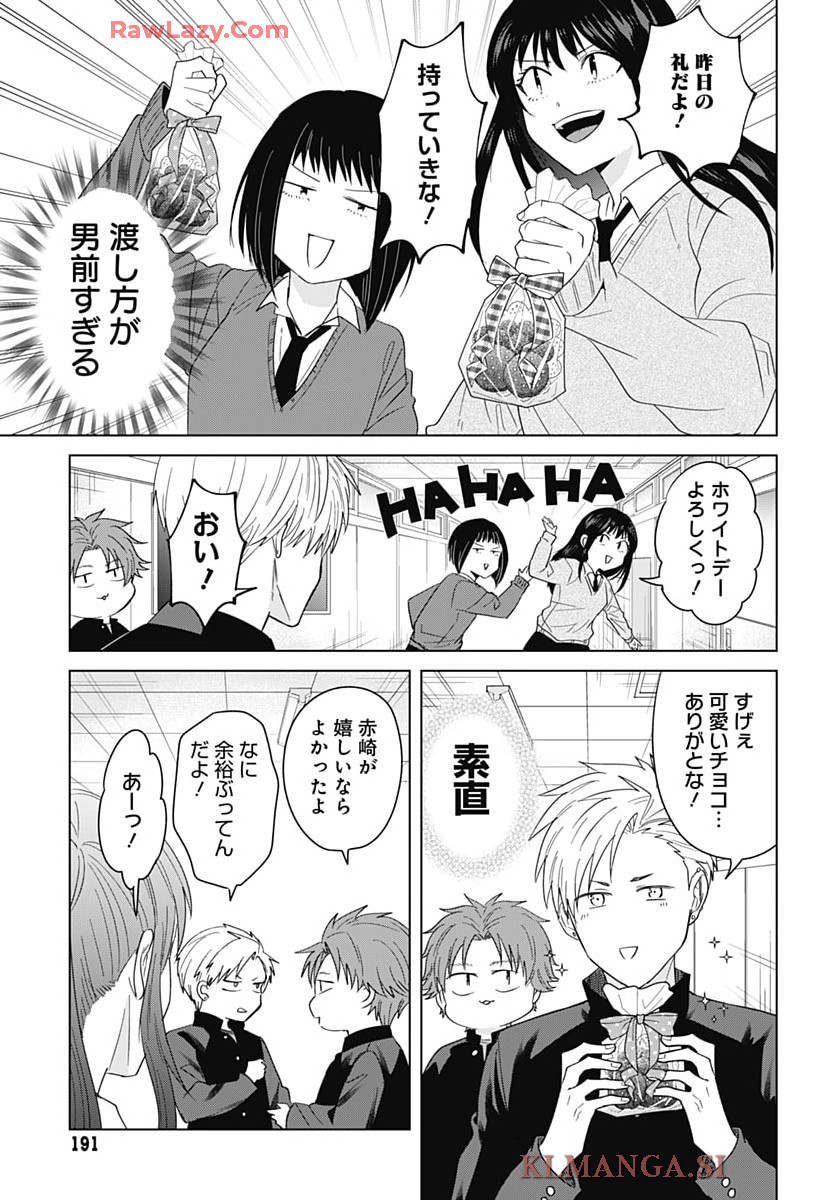 RawLazy.Com
昨日の
礼だよ！
持っていきな！
渡し方が
男前すぎる
ホワイトデー
よろしくっ！
HAHAHA
おい！
すげえ
可愛いチョコ…
ありがとな！
素直
赤崎が
嬉しいなら
よかったよ
なに
余裕ぶってん
だよ！
あーっ！
191
KLMANGA.SI